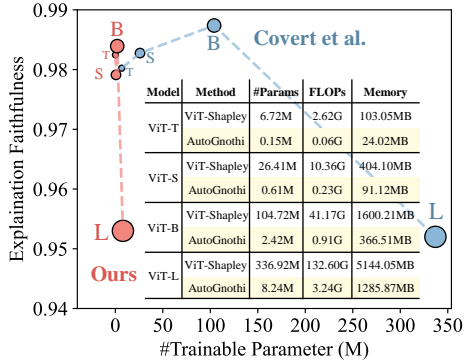 0.99
0.98
0.97
0.96
0.95
0.94
Explaination Faithfulness
B
T
S
T
S
B
Covert et al.
L
L
Ours
Model Method #Params FLOPs Memory
ViT-T ViT-Shapley 6.72M 2.62G 103.05MB
AutoGnothi 0.15M 0.06G 24.02MB
ViT-S ViT-Shapley 26.41M 10.36G 404.10MB
AutoGnothi 0.61M 0.23G 91.12MB
ViT-B ViT-Shapley 104.72M 41.17G 1600.21MB
AutoGnothi 2.42M 0.91G 366.51MB
ViT-L ViT-Shapley 336.92M 132.60G 5144.05MB
AutoGnothi 8.24M 3.24G 1285.87MB
0 50 100 150 200 250 300 350
#Trainable Parameter (M)